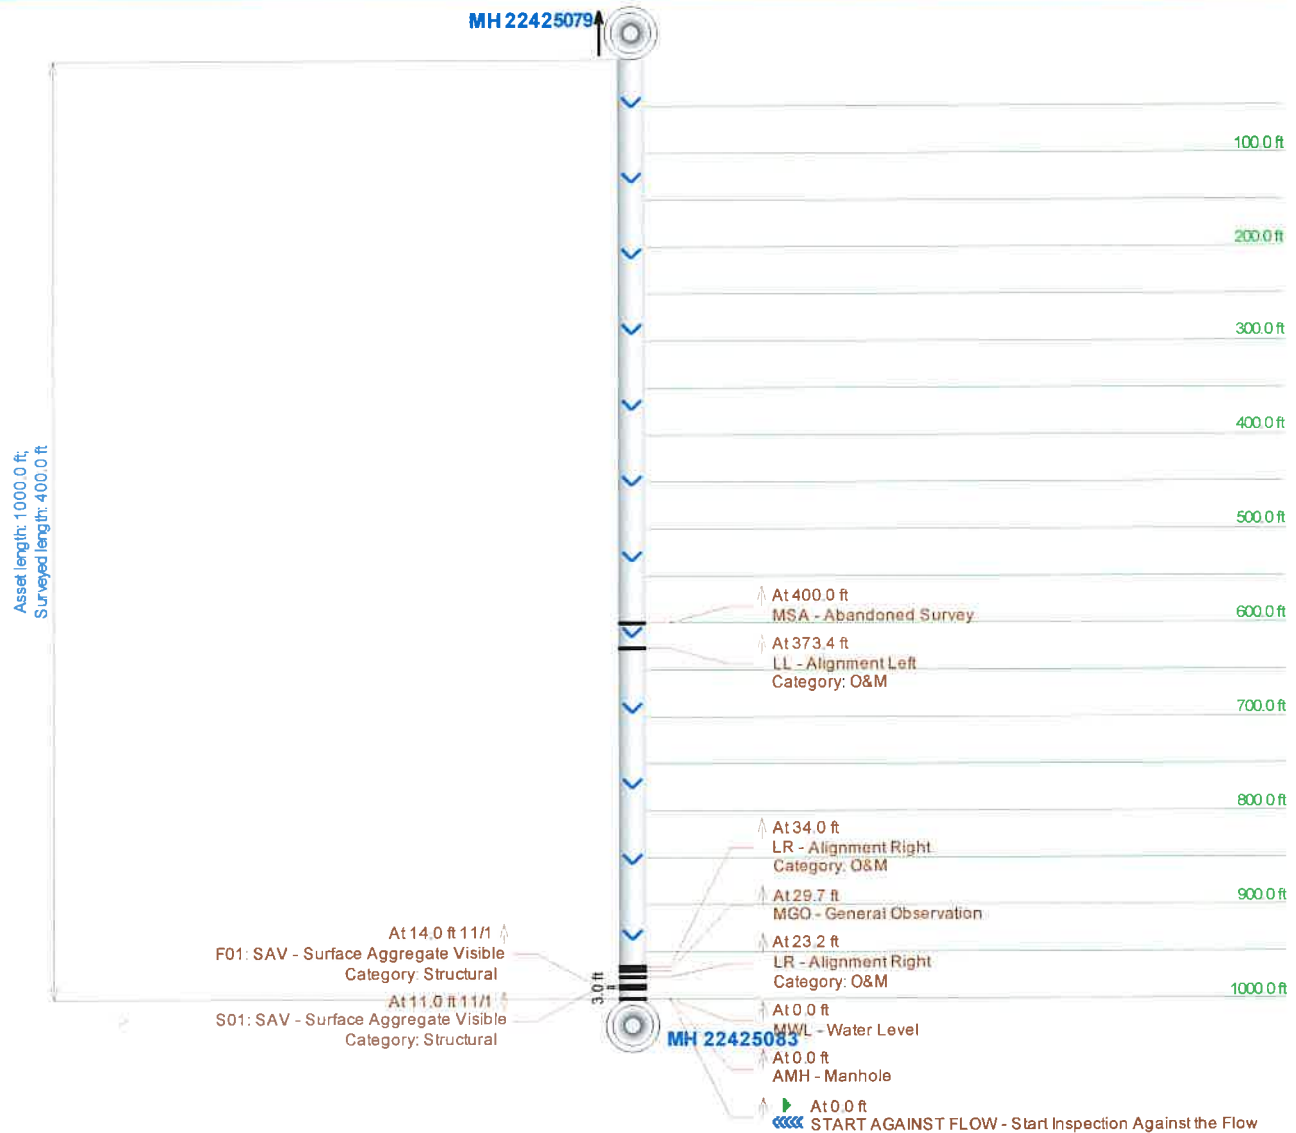 MH 22425079
100.0 ft
200.0 ft
300.0 ft
400.0 ft
500.0 ft
Asset length: 1000.0 ft;
Surveyed length: 400.0 ft
At 400.0 ft
MSA - Abandoned Survey
600.0 ft
At 373.4 ft
LL - Alignment Left
Category: O&M
700.0 ft
800.0 ft
At 34.0 ft
LR - Alignment Right
Category: O&M
At 29.7 ft
MGO - General Observation
900.0 ft
At 23.2 ft
LR - Alignment Right
Category: O&M
At 14.0 ft 11/1
F01: SAV - Surface Aggregate Visible
Category: Structural
3.0 ft
At 11.0 ft 11/1
S01: SAV - Surface Aggregate Visible
Category: Structural
1000.0 ft
At 0.0 ft
MWL - Water Level
MH 22425083
At 0.0 ft
AMH - Manhole
At 0.0 ft
START AGAINST FLOW - Start Inspection Against the Flow